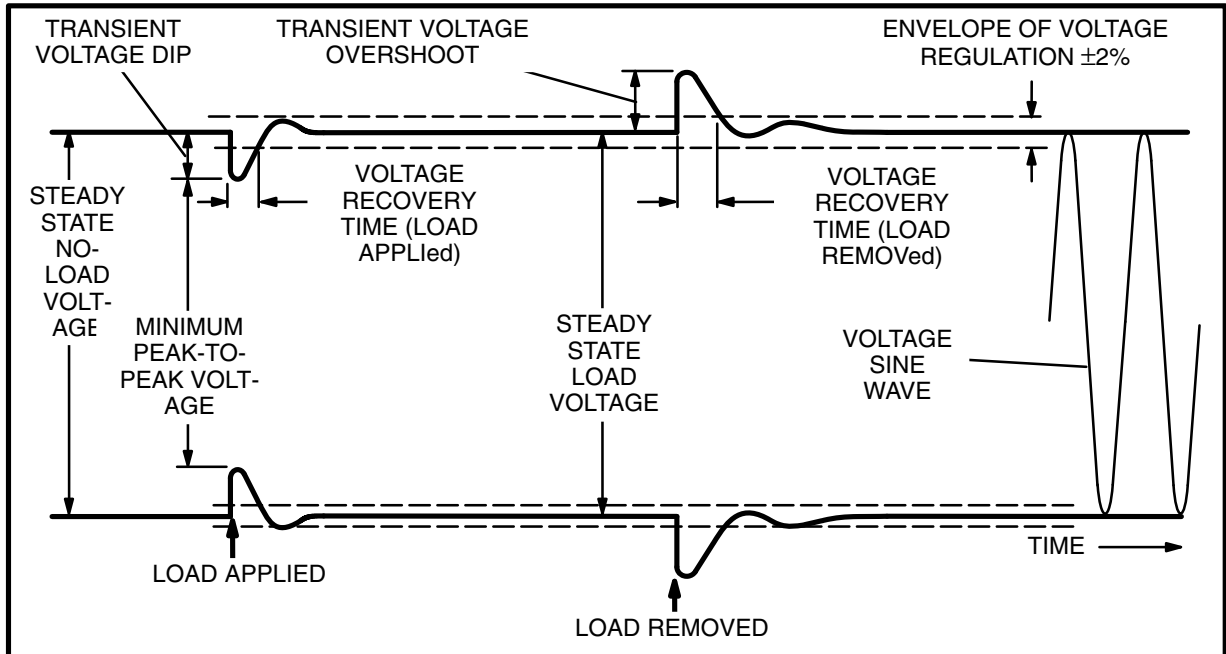 TRANSIENT
VOLTAGE DIP
TRANSIENT VOLTAGE
OVERSHOOT
ENVELOPE OF VOLTAGE
REGULATION ±2%
STEADY
STATE
NO-
LOAD
VOLT-
AGE
VOLTAGE
RECOVERY
TIME (LOAD
APPLIed)
VOLTAGE
RECOVERY
TIME (LOAD
REMOVed)
MINIMUM
PEAK-TO-
PEAK VOLT-
AGE
STEADY
STATE
LOAD
VOLTAGE
VOLTAGE
SINE
WAVE
TIME
LOAD APPLIED
LOAD REMOVED